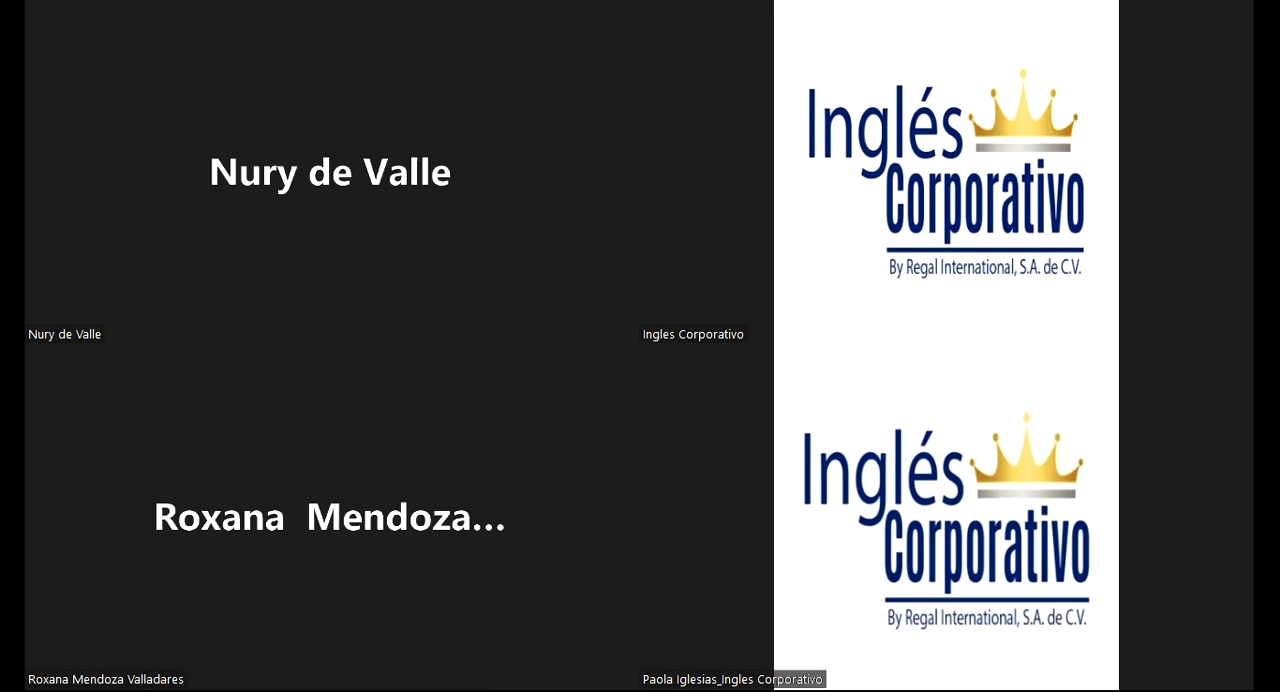 Nury de Valle
Nury de Valle
Inglés
Corporativo
By Regal International, S.A. de C.V.
Ingles Corporativo
Roxana Mendoza...
Roxana Mendoza Valladares
Inglés
Corporativo
By Regal International, S.A. de C.V.
Paola Iglesias_Ingles Corporativo